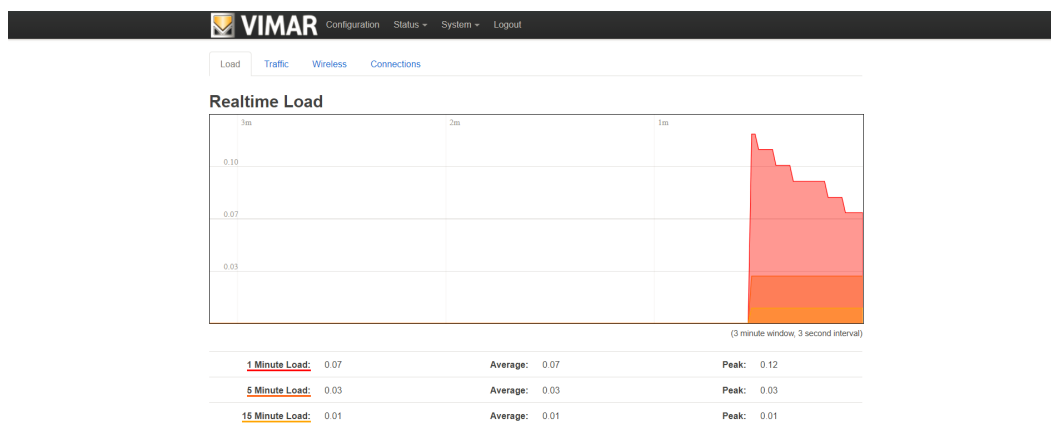 VIMAR Configuration Status System Logout
Load Traffic Wireless Connections
Realtime Load
3m 2m 1m
0.10
0.07
0.03
(3 minute window, 3 second interval)
1 Minute Load: 0.07 Average: 0.07 Peak: 0.12
5 Minute Load: 0.03 Average: 0.03 Peak: 0.03
15 Minute Load: 0.01 Average: 0.01 Peak: 0.01